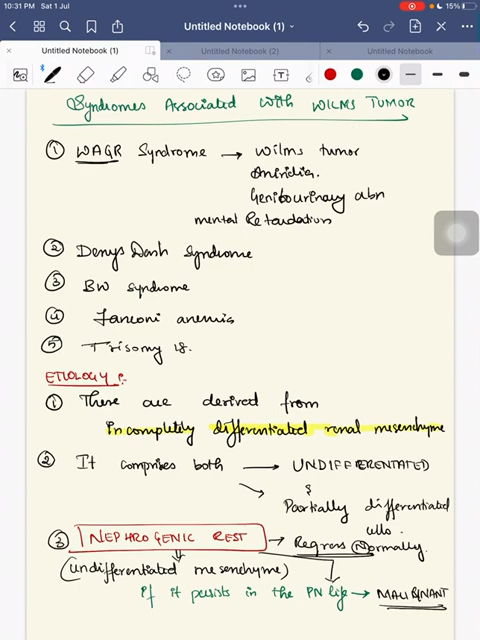 10:31 PM Sat 1 Jul
15%
Untitled Notebook (1)
Untitled Notebook (1)
Untitled Notebook (2)
Untitled Notebook
Syndromes Associated with WILMS TUMOR
① WAGR Syndrome → Wilms tumor
Aniridia.
Genitourinary abn
mental Retardation
② Denys Dash Syndrome
③ BW syndrome
④ Fanconi anemia
⑤ Trisomy 18.
ETIOLOGY :-
① These are derived from
incompletely differentiated renal mesenchyme
② It comprises both → UNDIFFERENTATED
&
Partially differentiated
cells.
③ NEPHROGENIC REST → Regress Normally.
(undifferentiated mesenchyme)
If it persists in the PN life → MALIGNANT